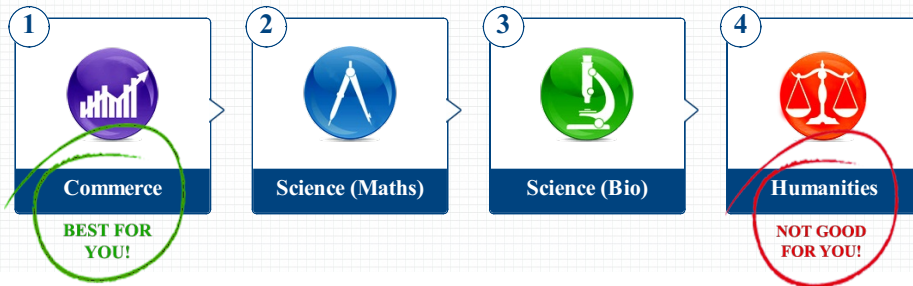 1
2
3
4
Commerce
Science (Maths)
Science (Bio)
Humanities
BEST FOR
YOU!
NOT GOOD
FOR YOU!